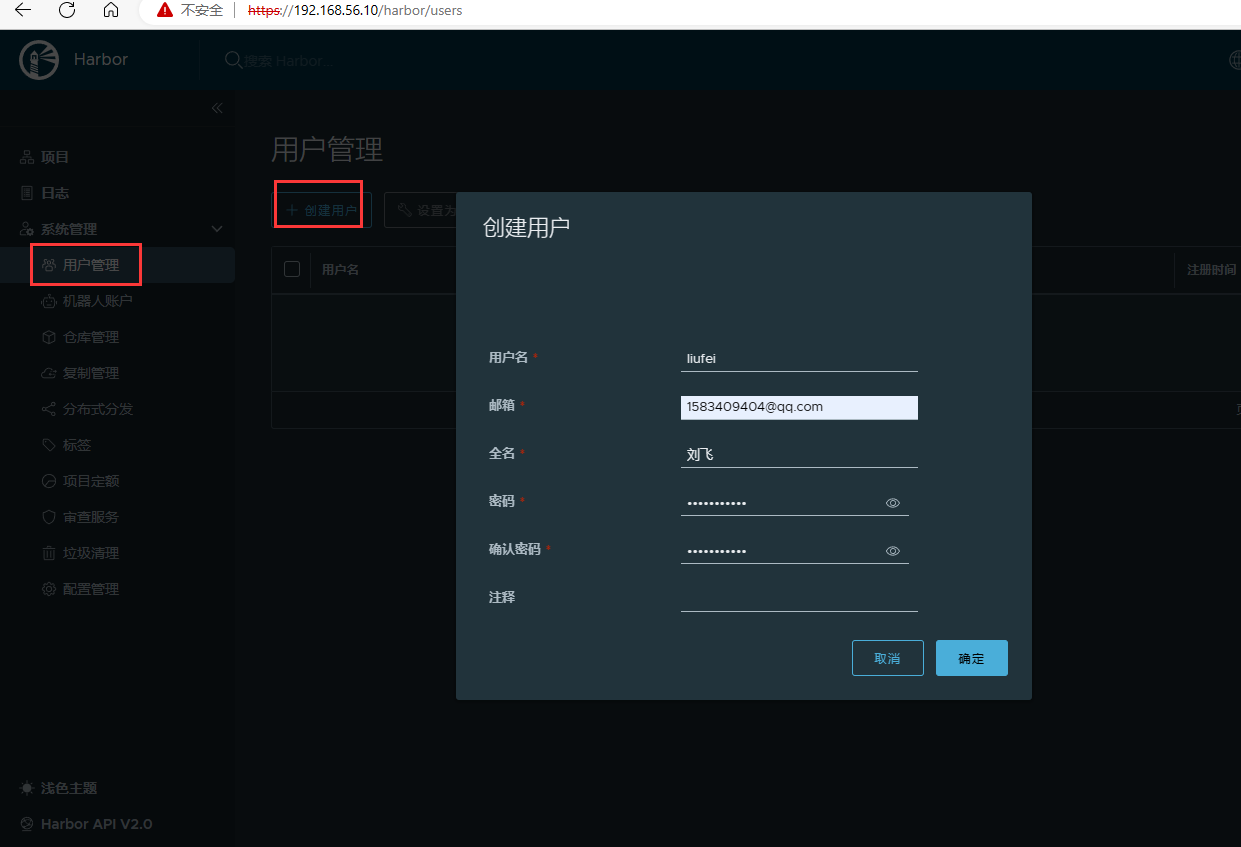 不安全 https://192.168.56.10/harbor/users
Harbor 搜索 Harbor...
项目
日志
系统管理
用户管理
机器人账户
仓库管理
复制管理
分布式分发
标签
项目定额
审查服务
垃圾清理
配置管理
浅色主题
Harbor API V2.0
用户管理
创建用户 设置为
用户名 注册时间
创建用户
用户名 * liufei
邮箱 * 1583409404@qq.com
全名 * 刘飞
密码 * •••••••••••
确认密码 * •••••••••••
注释
取消 确定